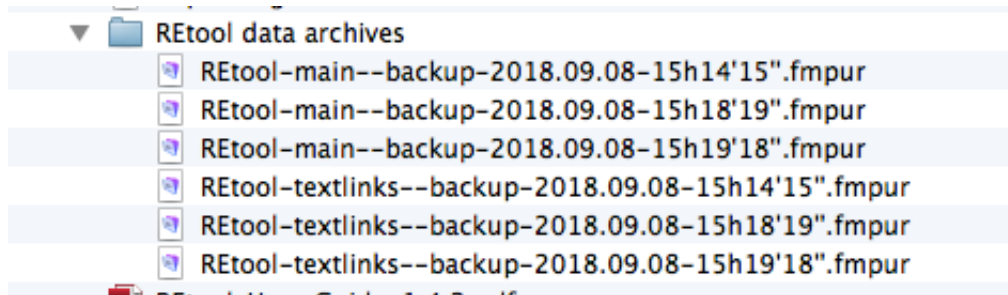 REtool data archives
REtool-main--backup-2018.09.08-15h14'15".fmpur
REtool-main--backup-2018.09.08-15h18'19".fmpur
REtool-main--backup-2018.09.08-15h19'18".fmpur
REtool-textlinks--backup-2018.09.08-15h14'15".fmpur
REtool-textlinks--backup-2018.09.08-15h18'19".fmpur
REtool-textlinks--backup-2018.09.08-15h19'18".fmpur